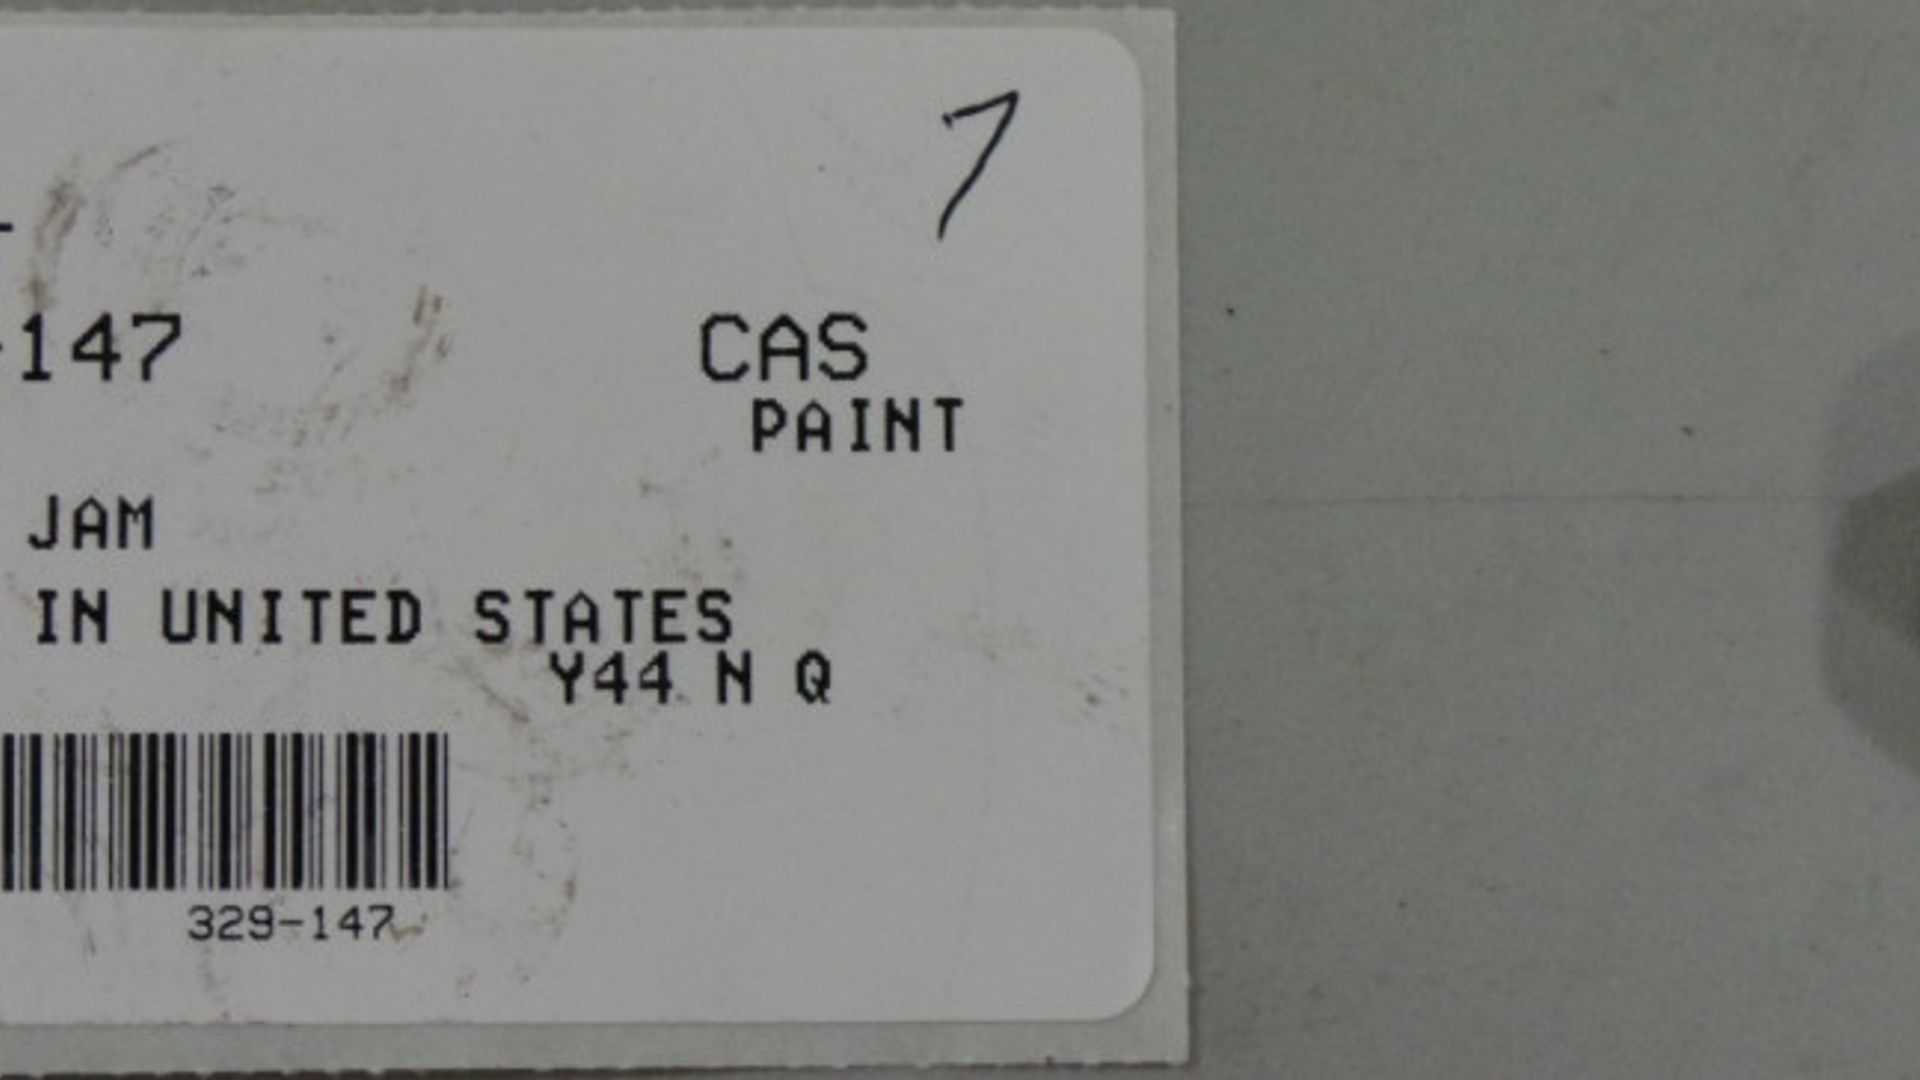 7
-147
CAS
PAINT
JAM
IN UNITED STATES
Y44 N Q
329-147